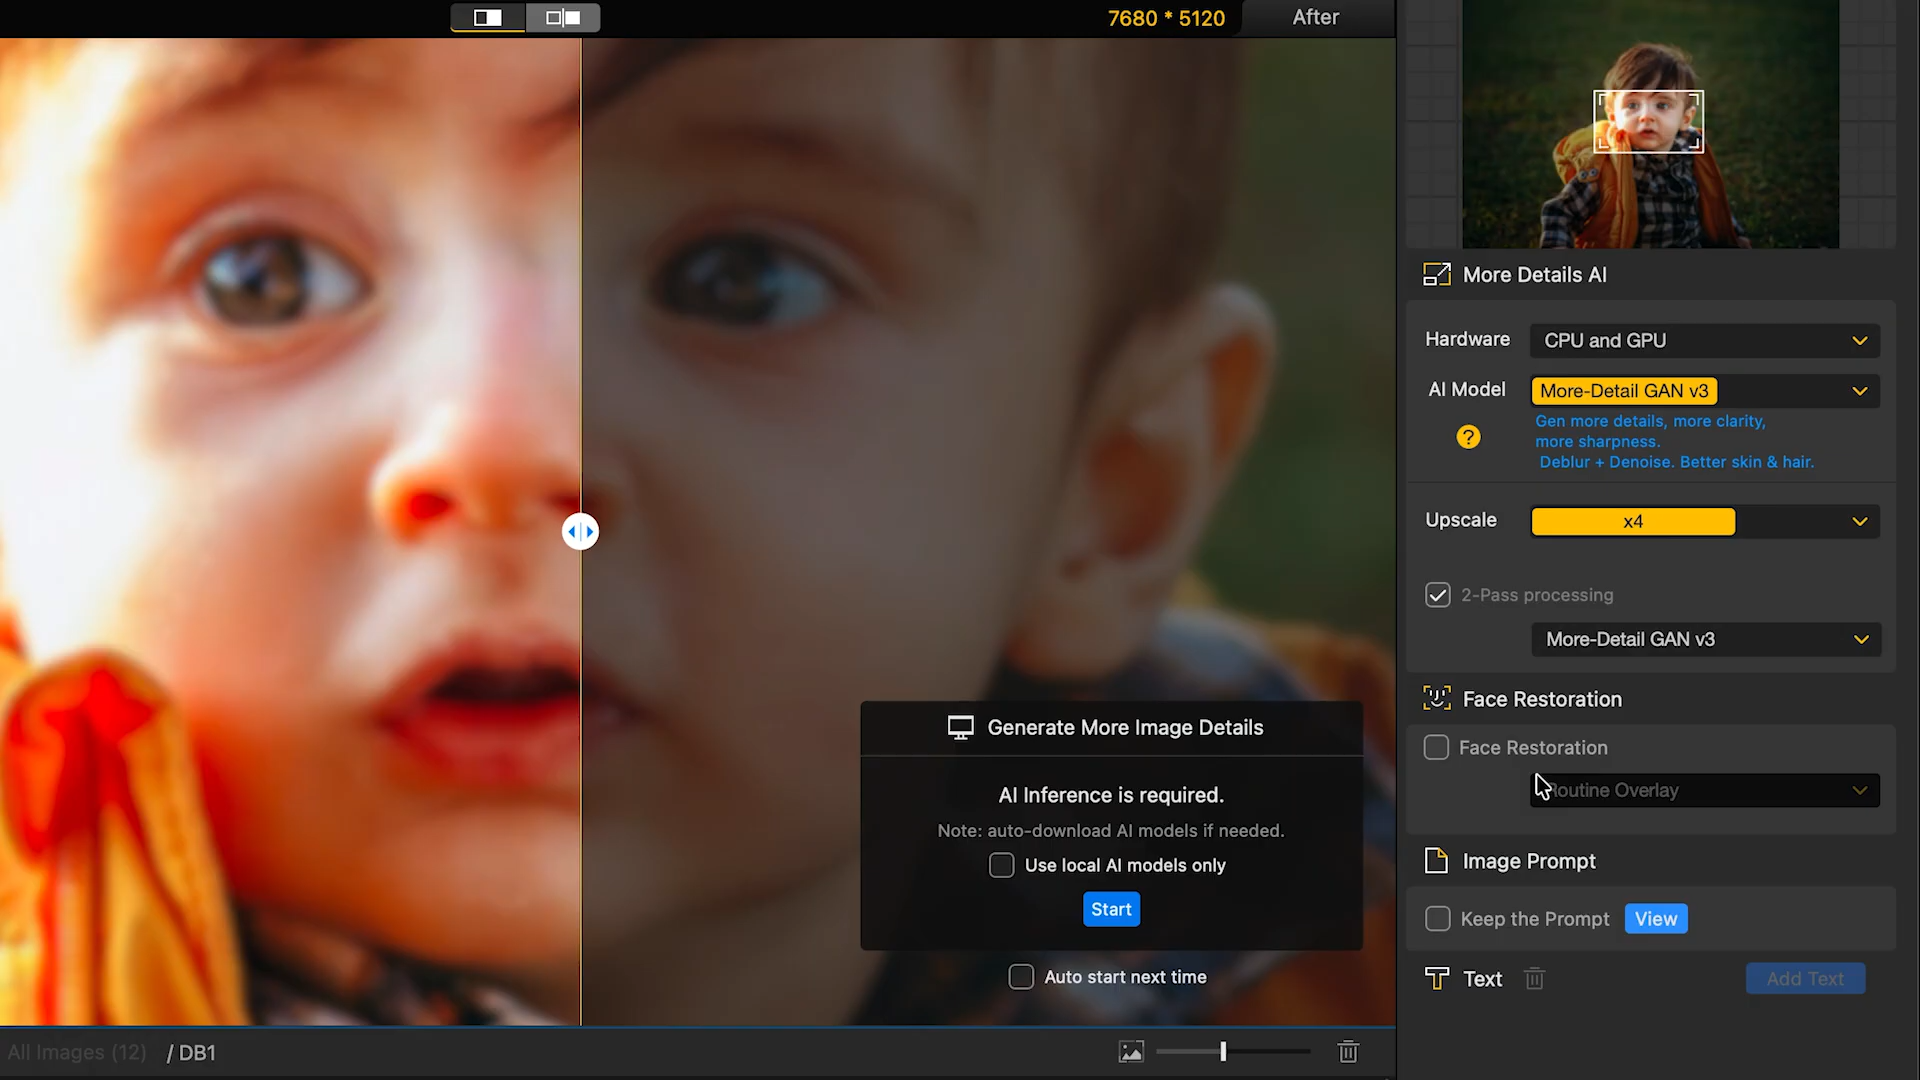 7680 * 5120
After
More Details AI
Hardware
CPU and GPU
AI Model
More-Detail GAN v3
?
Gen more details, more clarity,
more sharpness.
Deblur + Denoise. Better skin & hair.
Upscale
x4
2-Pass processing
More-Detail GAN v3
Face Restoration
Face Restoration
Routine Overlay
Generate More Image Details
AI Inference is required.
Note: auto-download AI models if needed.
Use local AI models only
Start
Auto start next time
Image Prompt
Keep the Prompt
View
Text
Add Text
All Images (12) / DB1